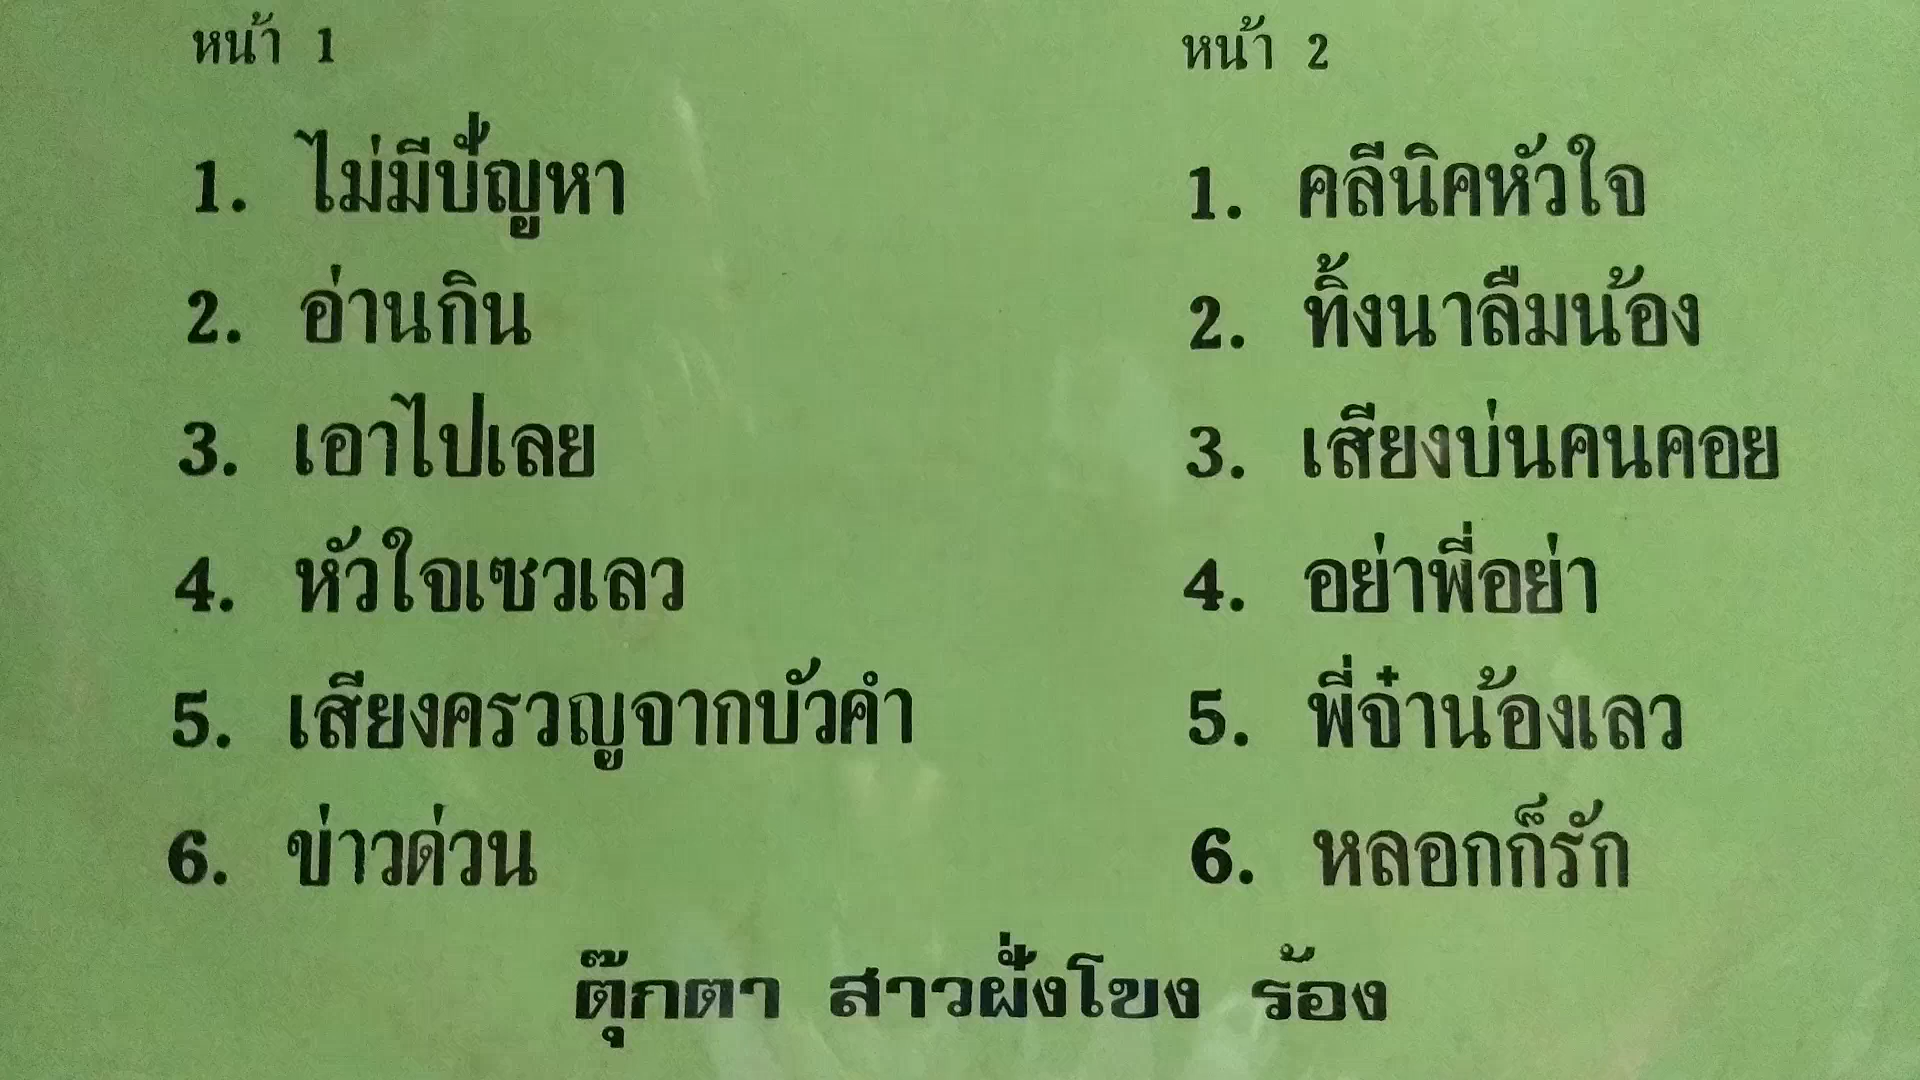 หน้า 1
1. ไม่มีปัญหา
2. อ่านกิน
3. เอาไปเลย
4. หัวใจเซวเลว
5. เสียงครวญจากบัวคำ
6. ข่าวด่วน
หน้า 2
1. คลีนิคหัวใจ
2. ทิ้งนาลืมน้อง
3. เสียงบ่นคนคอย
4. อย่าพี่อย่า
5. พี่จ๋าน้องเลว
6. หลอกก็รัก
ตุ๊กตา สาวฝั่งโขง ร้อง